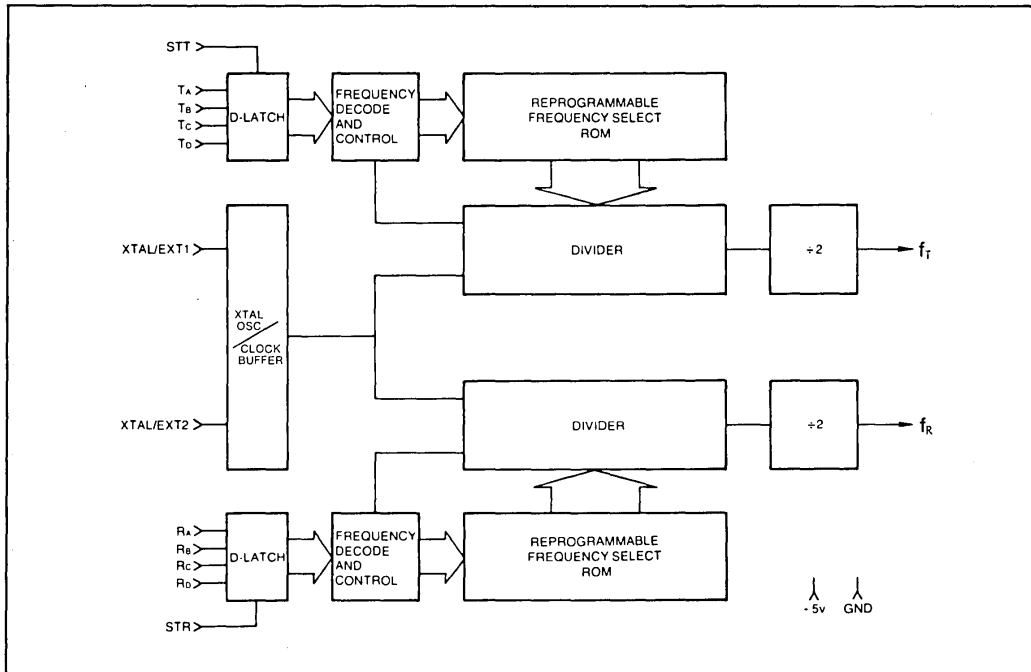 STT
TA
TB
TC
TD
D-LATCH
FREQUENCY
DECODE
AND
CONTROL
REPROGRAMMABLE
FREQUENCY SELECT
ROM
XTAL/EXT1
XTAL
OSC
CLOCK
BUFFER
DIVIDER
÷2
fT
XTAL/EXT2
DIVIDER
÷2
fR
RA
RB
RC
RD
D-LATCH
FREQUENCY
DECODE
AND
CONTROL
REPROGRAMMABLE
FREQUENCY SELECT
ROM
STR
+5v
GND